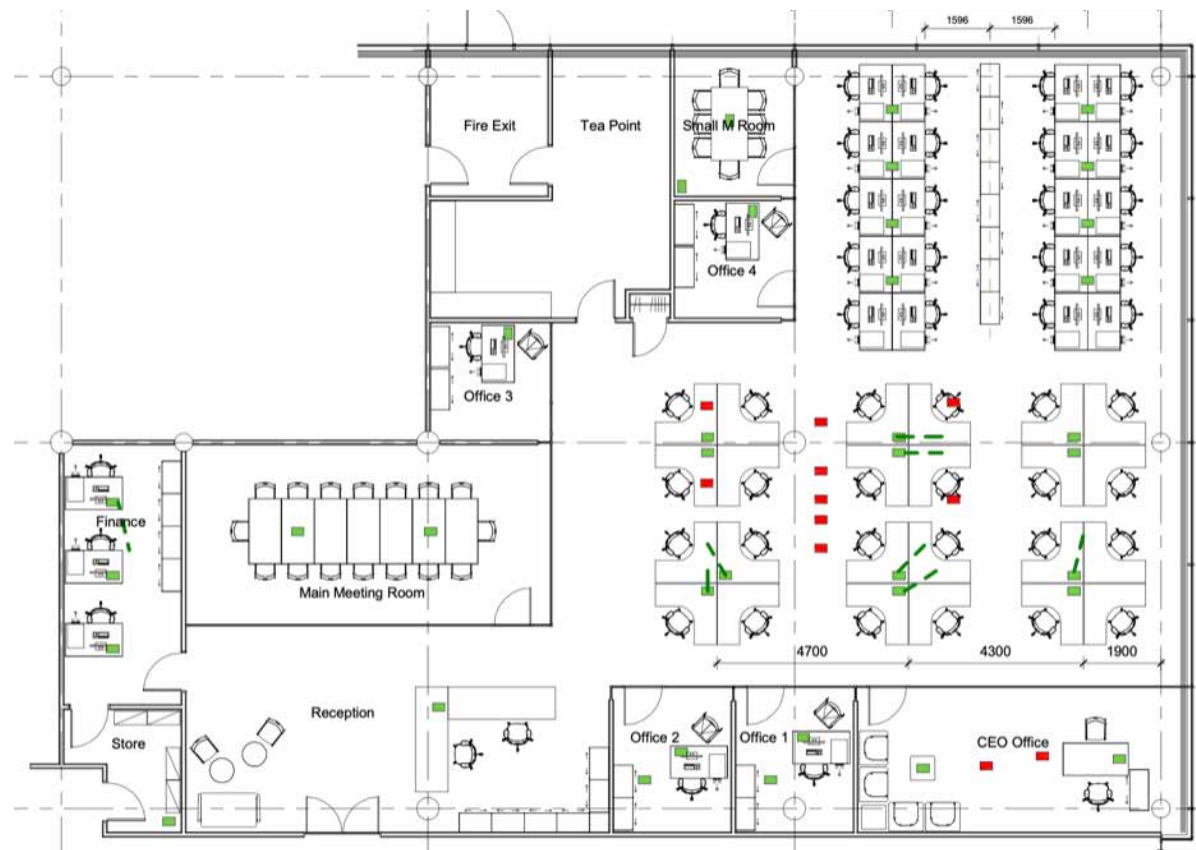 1596 1596
Fire Exit
Tea Point
Small M Room
Office 4
Office 3
Finance
Main Meeting Room
4700 4300 1900
Reception
Store
Office 2
Office 1
CEO Office